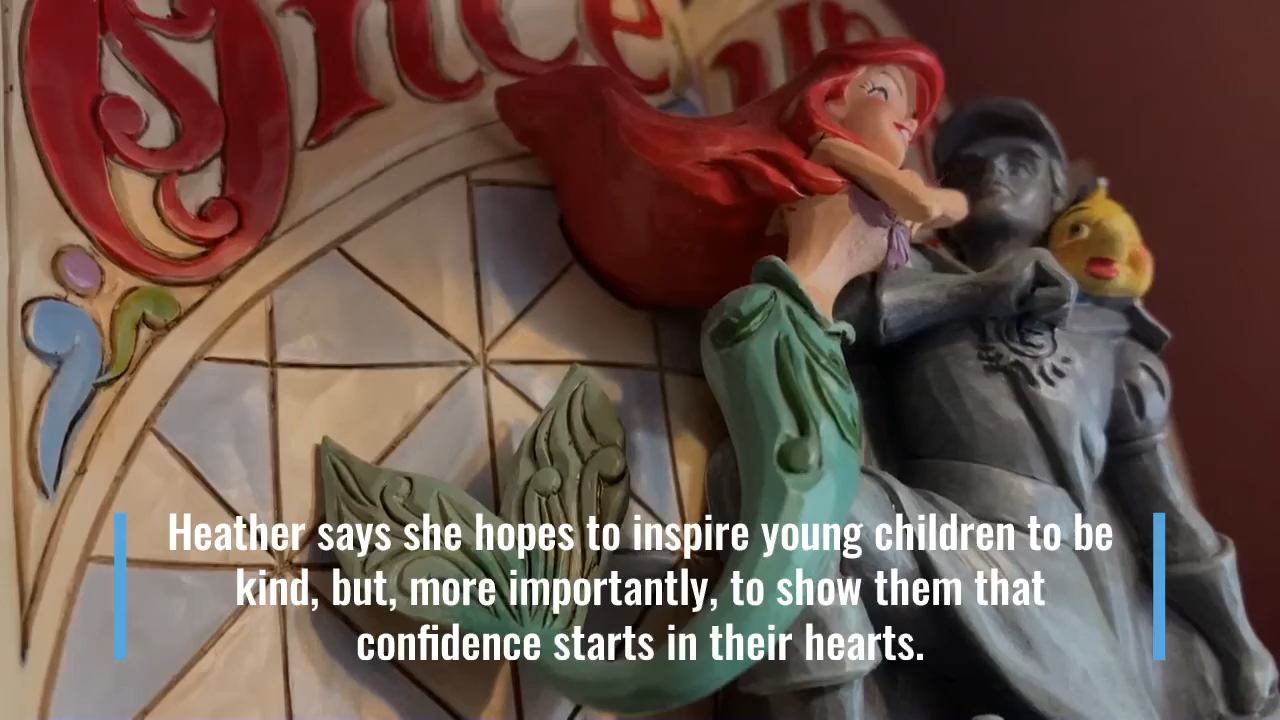 Once
Heather says she hopes to inspire young children to be
kind, but, more importantly, to show them that
confidence starts in their hearts.